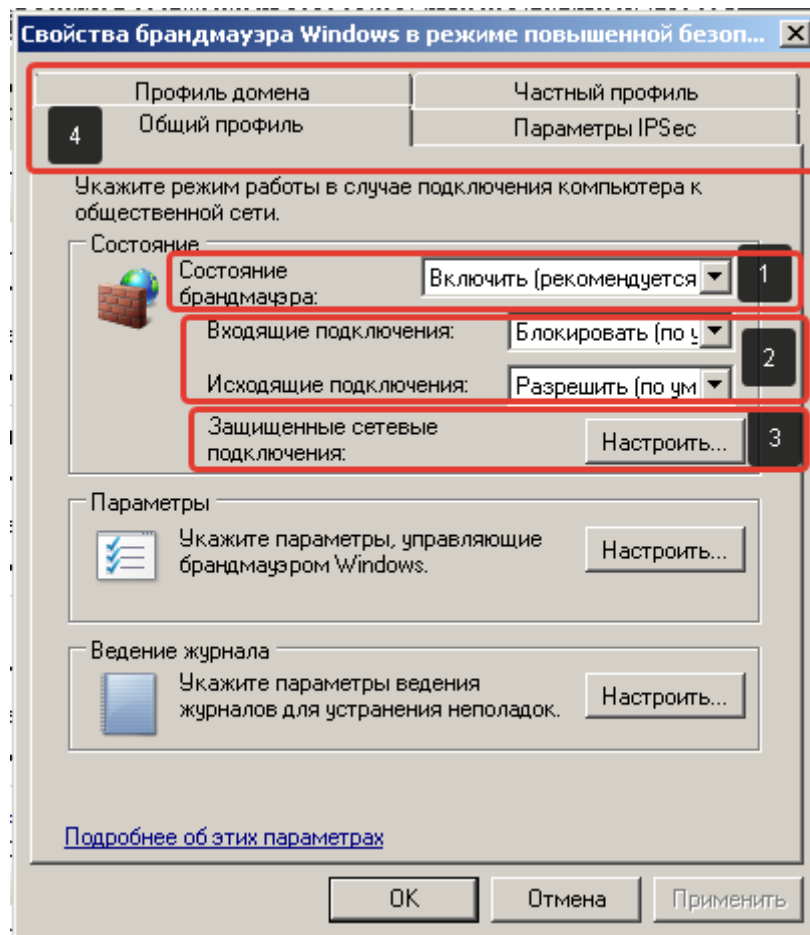 Свойства брандмауэра Windows в режиме повышенной безоп...
Профиль домена
Частный профиль
4
Общий профиль
Параметры IPSec
Укажите режим работы в случае подключения компьютера к
общественной сети.
Состояние
Состояние
брандмауэра:
Включить (рекомендуется
1
Входящие подключения:
Блокировать (по у
2
Исходящие подключения:
Разрешить (по ум
Защищенные сетевые
подключения:
Настроить...
3
Параметры
Укажите параметры, управляющие
брандмауэром Windows.
Настроить...
Ведение журнала
Укажите параметры ведения
журналов для устранения неполадок.
Настроить...
Подробнее об этих параметрах
OK
Отмена
Применить